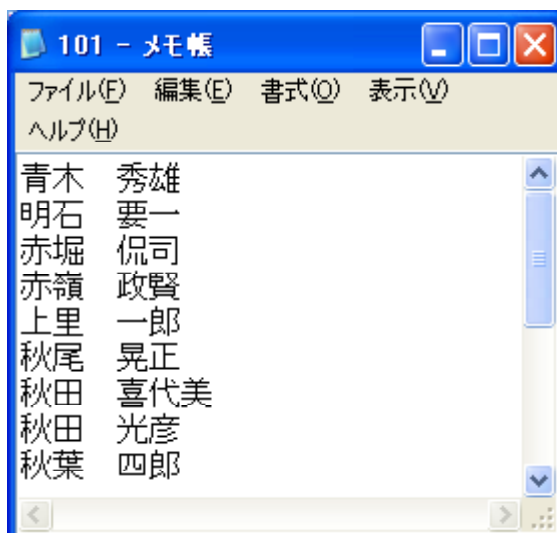 101 - メモ帳
ファイル(F) 編集(E) 書式(O) 表示(V)
ヘルプ(H)
青木　秀雄
明石　要一
赤堀　侃司
赤嶺　政賢
上里　一郎
秋尾　晃正
秋田　喜代美
秋田　光彦
秋葉　四郎